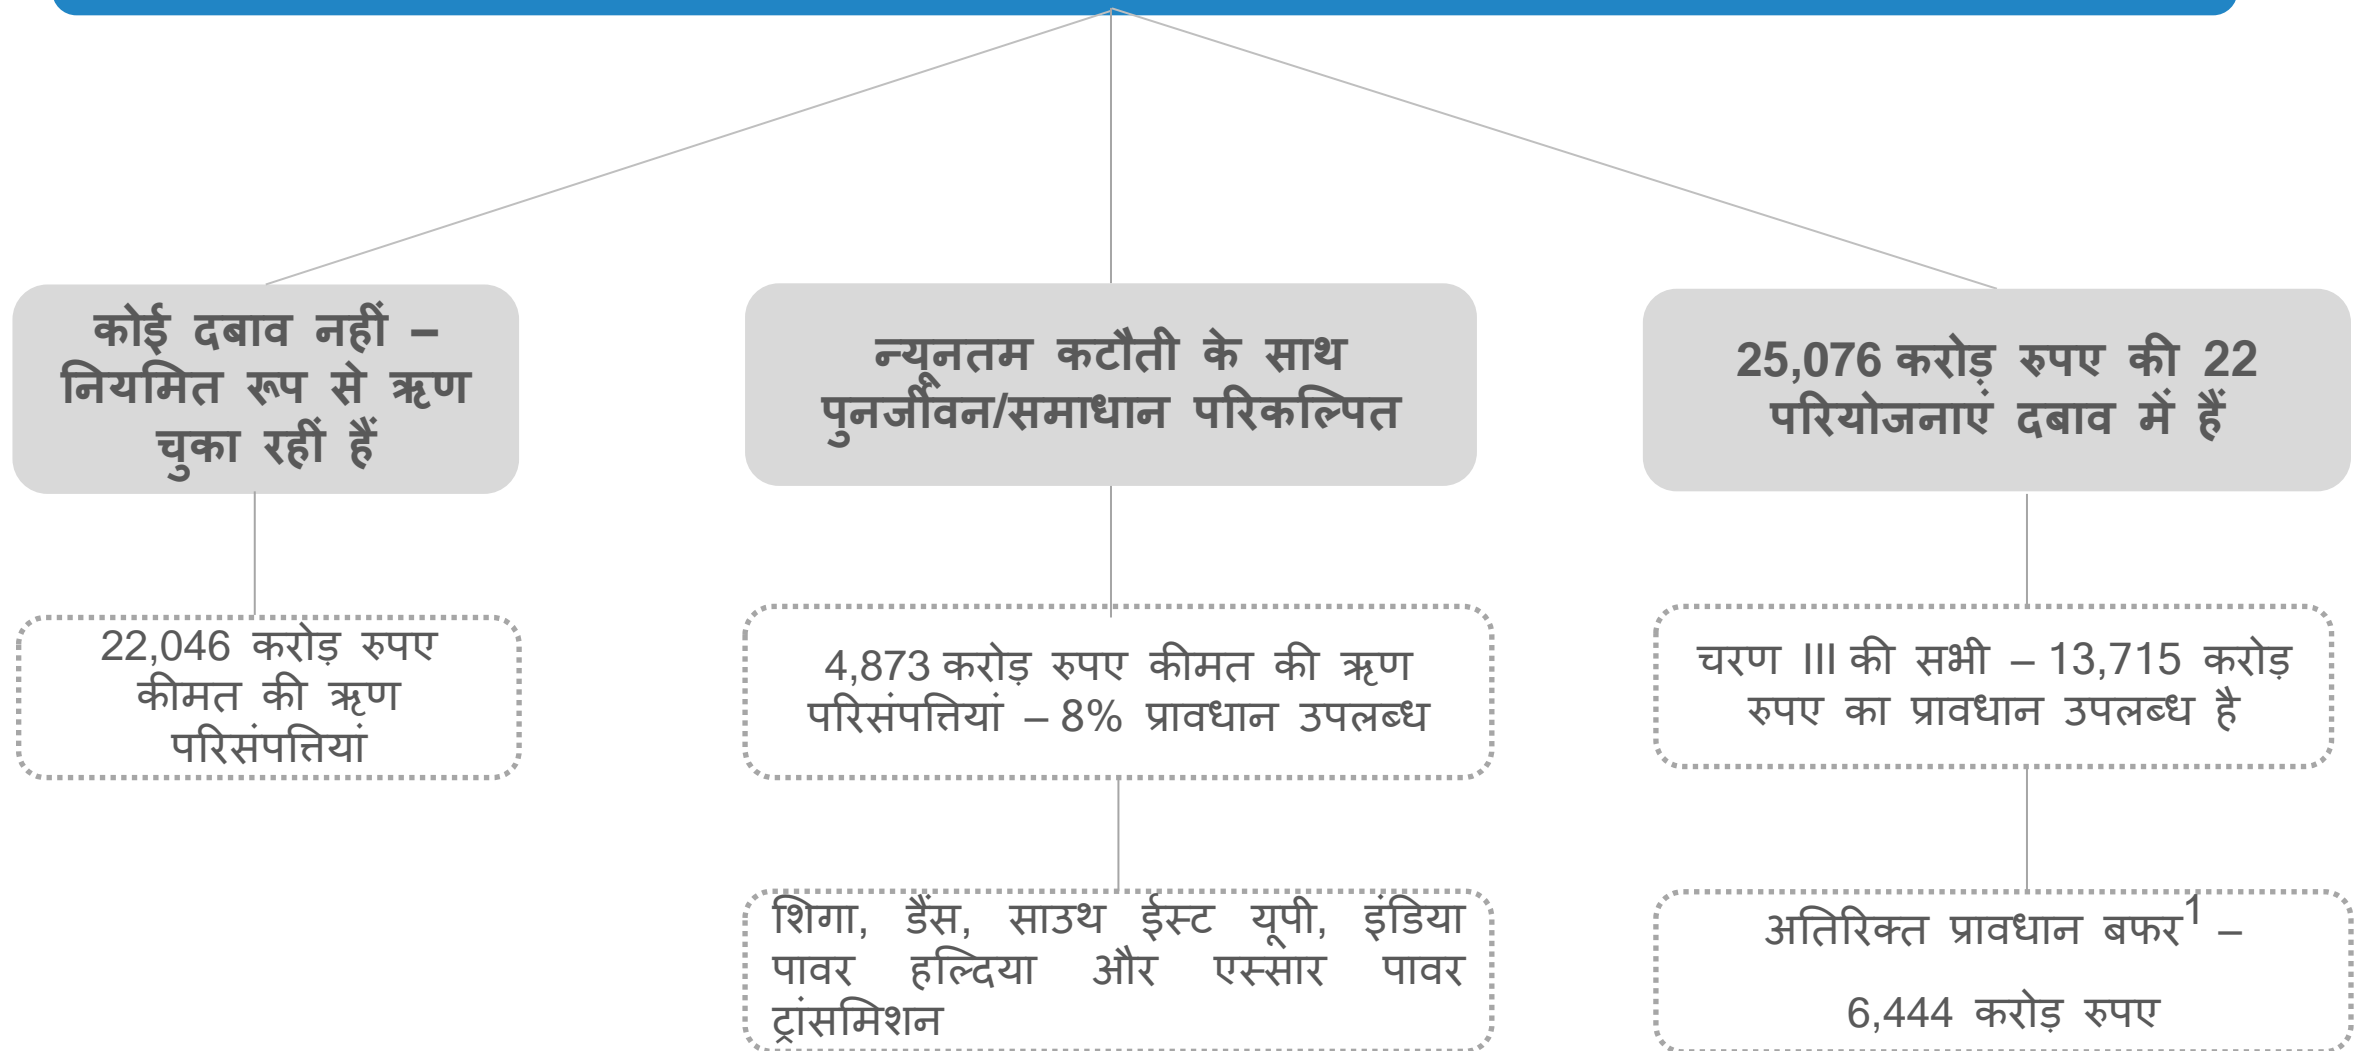 कोई दबाव नहीं –
नियमित रूप से ऋण
चुका रहीं हैं
न्यूनतम कटौती के साथ
पुनर्जीवन/समाधान परिकल्पित
25,076 करोड़ रुपए की 22
परियोजनाएं दबाव में हैं
22,046 करोड़ रुपए
कीमत की ऋण
परिसंपत्तियां
4,873 करोड़ रुपए कीमत की ऋण
परिसंपत्तियां – 8% प्रावधान उपलब्ध
चरण III की सभी – 13,715 करोड़
रुपए का प्रावधान उपलब्ध है
शिगा, डैंस, साउथ ईस्ट यूपी, इंडिया
पावर हल्दिया और एस्सार पावर
ट्रांसमिशन
अतिरिक्त प्रावधान बफर1 –
6,444 करोड़ रुपए